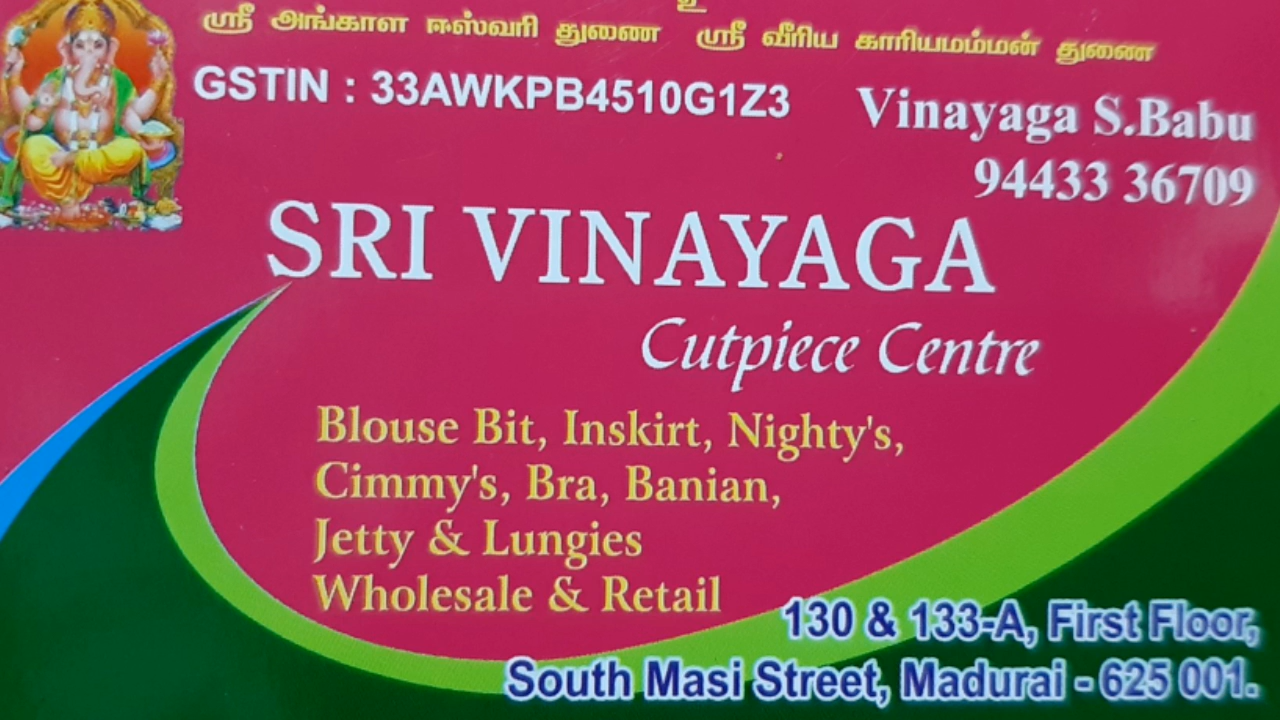 உ
ஸ்ரீ அங்காள ஈஸ்வரி துணை ஸ்ரீ வீரிய காரியமம்மன் துணை
GSTIN : 33AWKPB4510G1Z3
Vinayaga S.Babu
94433 36709
SRI VINAYAGA
Cutpiece Centre
Blouse Bit, Inskirt, Nighty's,
Cimmy's, Bra, Banian,
Jetty & Lungies
Wholesale & Retail
130 & 133-A, First Floor,
South Masi Street, Madurai - 625 001.